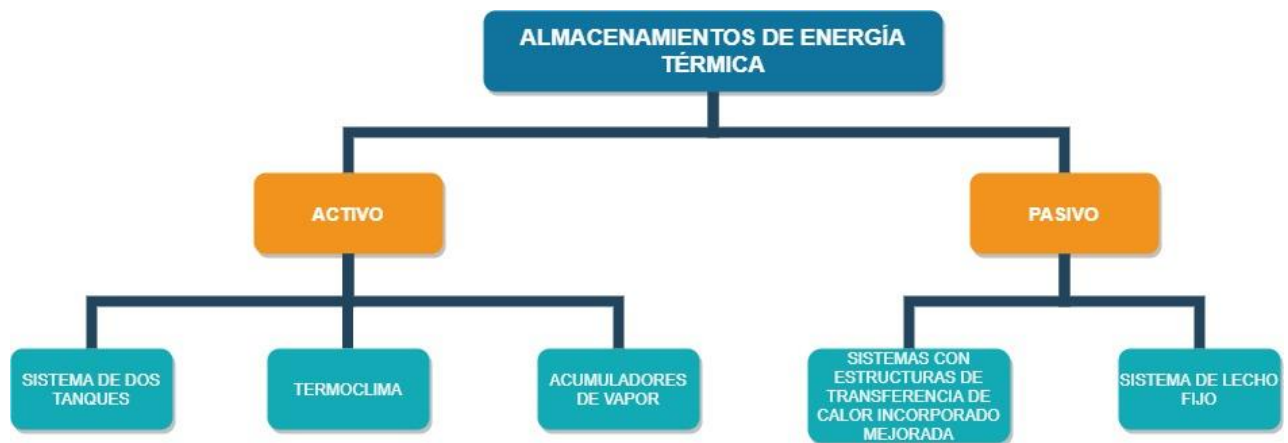 ALMACENAMIENTOS DE ENERGÍA
TÉRMICA
ACTIVO
PASIVO
SISTEMA DE DOS
TANQUES
TERMOCLIMA
ACUMULADORES
DE VAPOR
SISTEMAS CON
ESTRUCTURAS DE
TRANSFERENCIA DE
CALOR INCORPORADO
MEJORADA
SISTEMA DE LECHO
FIJO